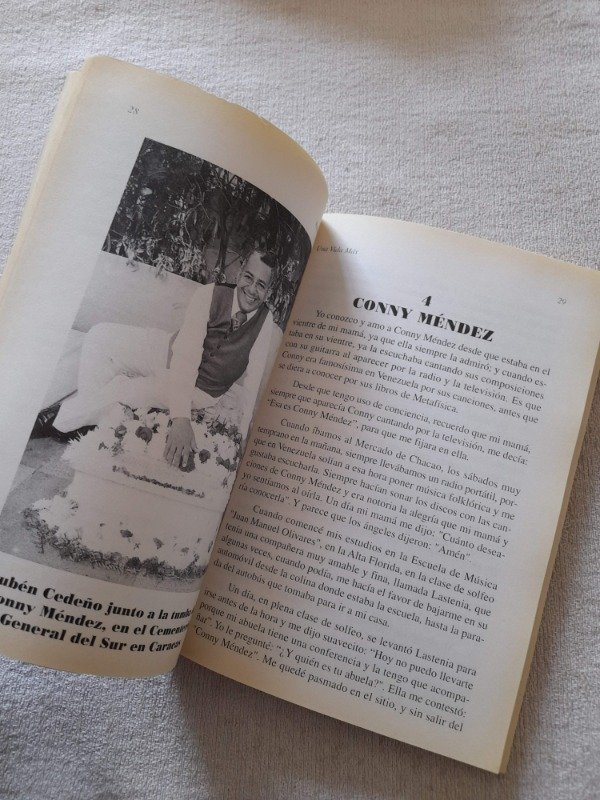 28
ubén Cedeño junto a la tumba
onny Méndez, en el Cemen
General del Sur en Carac
Una Vida Más
29
4
CONNY MÉNDEZ
Yo conozco y amo a Conny Méndez desde que estaba en el
vientre de mi mamá, ya que ella siempre la admiró; y cuando es-
taba en su vientre, ya la escuchaba cantando sus composiciones
con su guitarra al aparecer por la radio y la televisión. Es que
Conny era famosísima en Venezuela por sus canciones, antes que
se diera a conocer por sus libros de Metafísica.
Desde que tengo uso de conciencia, recuerdo que mi mamá,
siempre que aparecía Conny cantando por la televisión, me decía:
"Esa es Conny Méndez", para que me fijara en ella.
Cuando íbamos al Mercado de Chacao, los sábados muy
temprano en la mañana, siempre llevábamos un radio portátil, por-
que en Venezuela solían a esa hora poner música folklórica y me
gustaba escucharla. Siempre hacían sonar los discos con las can-
ciones de Conny Méndez y era notoria la alegría que mi mamá y
yo sentíamos al oírla. Un día mi mamá me dijo: "Cuánto desea-
ría conocerla". Y parece que los ángeles dijeron: "Amén".
Cuando comencé mis estudios en la Escuela de Música
"Juan Manuel Olivares", en la Alta Florida, en la clase de solfeo
tenía una compañera muy amable y fina, llamada Lastenia, que
algunas veces, cuando podía, me hacía el favor de bajarme en su
automóvil desde la colina donde estaba la escuela, hasta la para-
da del autobús que tomaba para ir a mi casa.
Un día, en plena clase de solfeo, se levantó Lastenia para
irse antes de la hora y me dijo suavecito: "Hoy no puedo llevarte
porque mi abuela tiene una conferencia y la tengo que acompa-
ñar". Yo le pregunté: "¿Y quién es tu abuela?". Ella me contestó:
"Conny Méndez". Me quedé pasmado en el sitio, y sin salir del